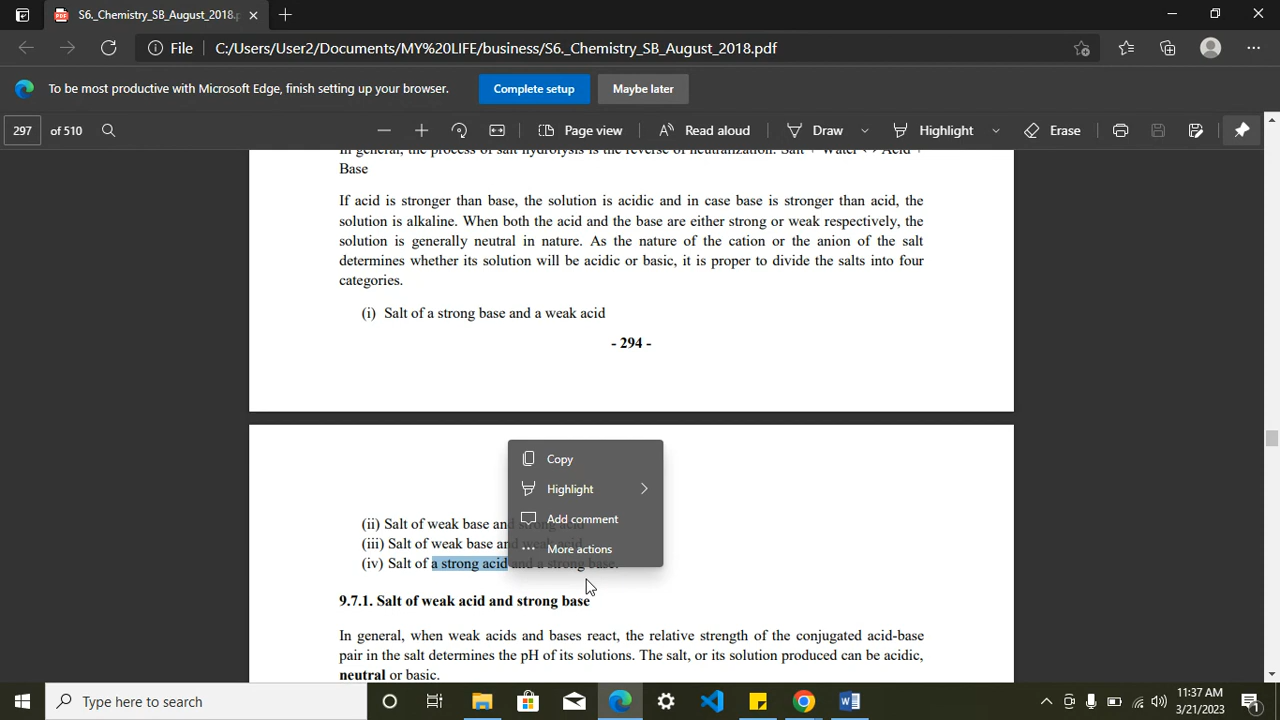 S6._Chemistry_SB_August_2018.p
File C:/Users/User2/Documents/MY%20LIFE/business/S6._Chemistry_SB_August_2018.pdf
To be most productive with Microsoft Edge, finish setting up your browser. Complete setup Maybe later
297 of 510 Page view Read aloud Draw Highlight Erase
In general, the process of salt hydrolysis is the reverse of neutralization. Salt + Water <-> Acid +
Base
If acid is stronger than base, the solution is acidic and in case base is stronger than acid, the
solution is alkaline. When both the acid and the base are either strong or weak respectively, the
solution is generally neutral in nature. As the nature of the cation or the anion of the salt
determines whether its solution will be acidic or basic, it is proper to divide the salts into four
categories.
(i) Salt of a strong base and a weak acid
- 294 -
Copy
Highlight
Add comment
More actions
(ii) Salt of weak base and strong acid
(iii) Salt of weak base and weak acid
(iv) Salt of a strong acid and a strong base.
9.7.1. Salt of weak acid and strong base
In general, when weak acids and bases react, the relative strength of the conjugated acid-base
pair in the salt determines the pH of its solutions. The salt, or its solution produced can be acidic,
neutral or basic.
Type here to search
11:37 AM
3/21/2023
1